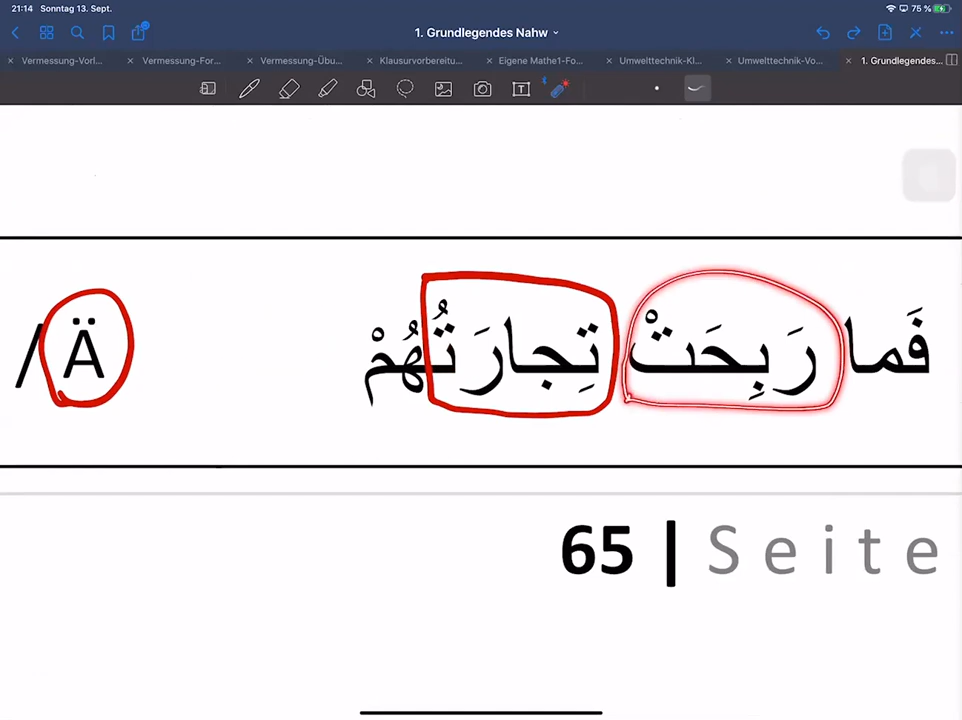 21:14 Sonntag 13. Sept. 75 %
1. Grundlegendes Nahw
Vermessung-Vorl... Vermessung-For... Vermessung-Übu... Klausurvorbereitu... Eigene Mathe1-Fo... Umwelttechnik-Kl... Umwelttechnik-Vo... 1. Grundlegendes...
فَما رَبِحَتْ تِجارَتُهُمْ Ä /
65 | Seite